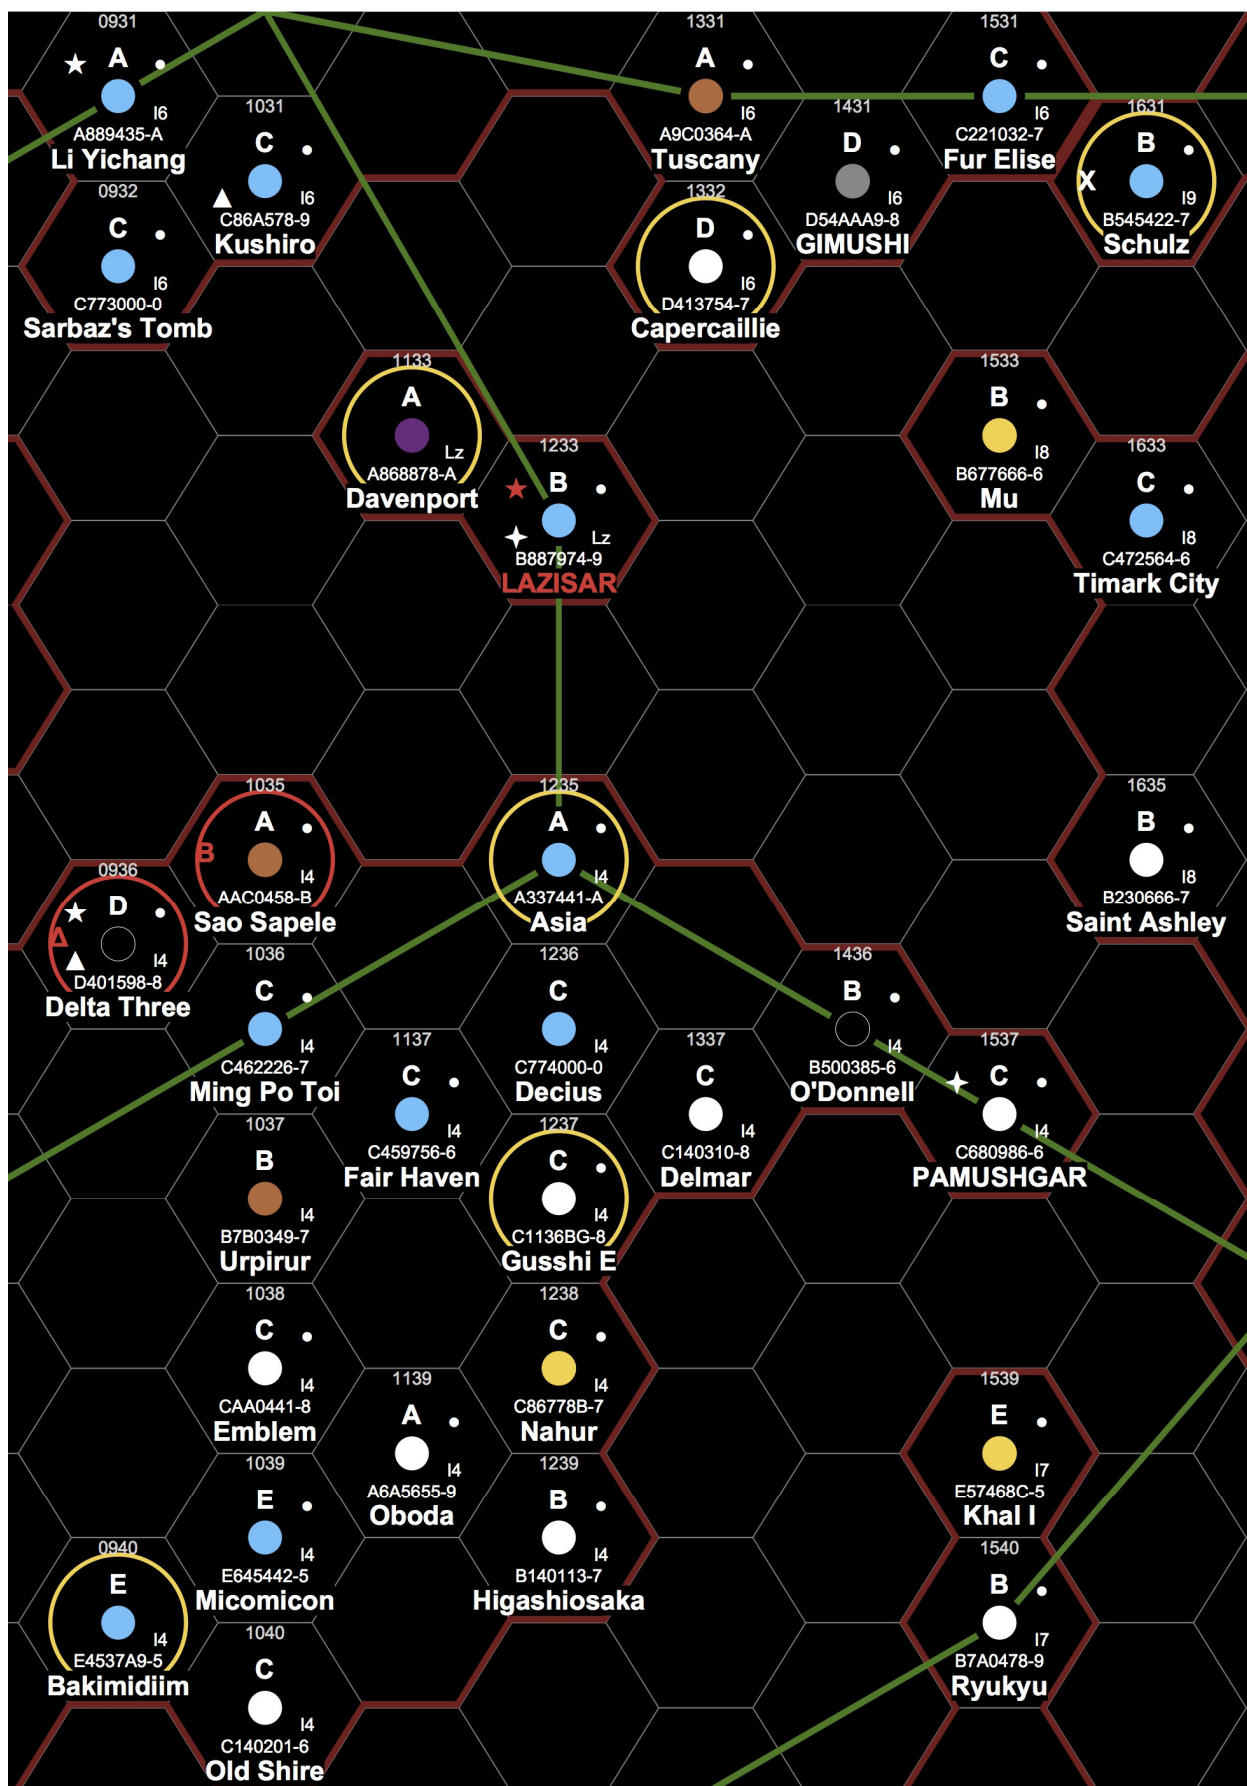 0931
A
I6
A889435-A
Li Yichang
1031
C
I6
C86A578-9
Kushiro
1331
A
I6
A9C0364-A
Tuscany
1431
D
I6
D54AAA9-8
GIMUSHI
1531
C
I6
C221032-7
Fur Elise
1631
B
X
I9
B545422-7
Schulz
0932
C
I6
C773000-0
Sarbaz's Tomb
1332
D
I6
D413754-7
Capercaillie
1133
A
Lz
A868878-A
Davenport
1233
B
Lz
B887974-9
LAZISAR
1533
B
I8
B677666-6
Mu
1633
C
I8
C472564-6
Timark City
1035
A
B
I4
AAC0458-B
Sao Sapele
1235
A
I4
A337441-A
Asia
1635
B
I8
B230666-7
Saint Ashley
0936
D
Δ
I4
D401598-8
Delta Three
1036
C
I4
C462226-7
Ming Po Toi
1236
C
I4
C774000-0
Decius
1436
B
I4
B500385-6
O'Donnell
1137
C
I4
C459756-6
Fair Haven
1337
C
I4
C140310-8
Delmar
1537
C
I4
C680986-6
PAMUSHGAR
1037
B
I4
B7B0349-7
Urpirur
1237
C
I4
C1136BG-8
Gusshi E
1038
C
I4
CAA0441-8
Emblem
1238
C
I4
C86778B-7
Nahur
1139
A
I4
A6A5655-9
Oboda
1539
E
I7
E57468C-5
Khal I
1039
E
I4
E645442-5
Micomicon
1239
B
I4
B140113-7
Higashiosaka
0940
E
I4
E4537A9-5
Bakimidiim
1540
B
I7
B7A0478-9
Ryukyu
1040
C
I4
C140201-6
Old Shire